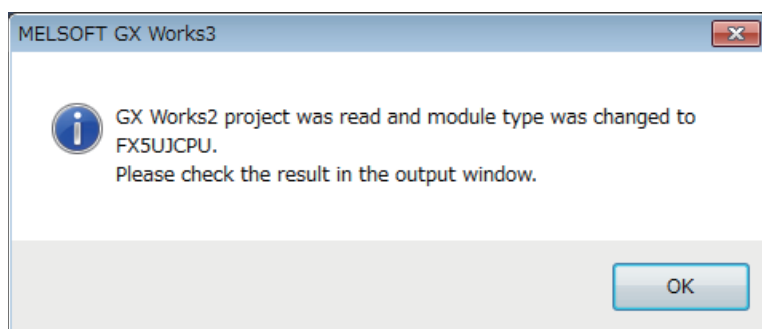 MELSOFT GX Works3
GX Works2 project was read and module type was changed to
FX5UJCPU.
Please check the result in the output window.
OK